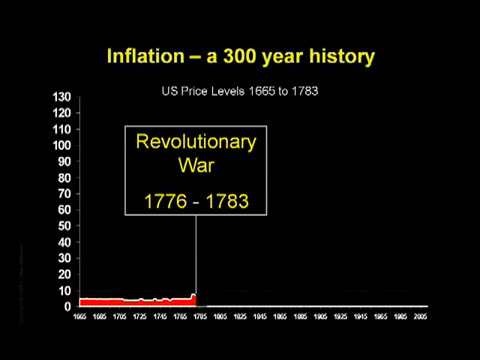 Inflation – a 300 year history
US Price Levels 1665 to 1783
130
120
110
100
90
80
70
60
50
40
30
20
10
0
Revolutionary
War
1776 - 1783
1665 1685 1705 1725 1745 1765 1785 1805 1825 1845 1865 1885 1905 1925 1945 1965 1985 2005